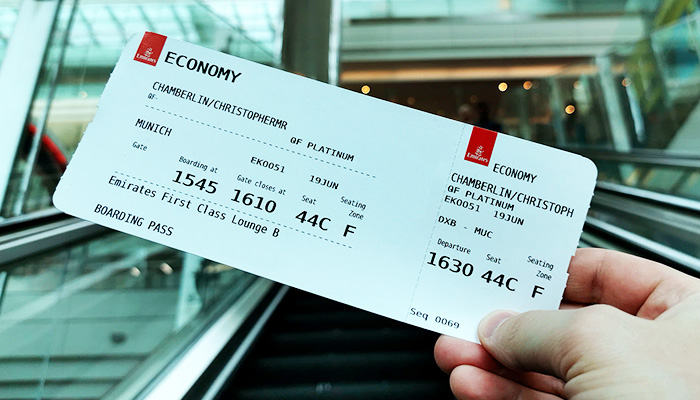 Emirates
ECONOMY
CHAMBERLIN/CHRISTOPHERMR
QF-
QF PLATINUM
MUNICH
EK0051 19JUN
Gate Boarding at Gate closes at Seat Seating Zone
1545 1610 44C F
Emirates First Class Lounge B
BOARDING PASS
Emirates
ECONOMY
CHAMBERLIN/CHRISTOPH
QF PLATINUM
EK0051 19JUN
DXB - MUC
Departure Seat Seating Zone
1630 44C F
Seq 0069